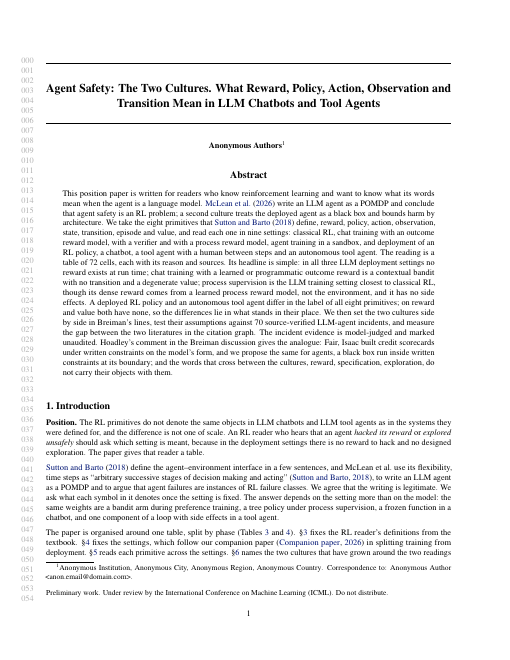 Agent Safety: The Two Cultures. What Reward, Policy, Action, Observation and
Transition Mean in LLM Chatbots and Tool Agents
Anonymous Authors1
Abstract
This position paper is written for readers who know reinforcement learning and want to know what its words
mean when the agent is a language model. McLean et al. (2026) write an LLM agent as a POMDP and conclude
that agent safety is an RL problem; a second culture treats the deployed agent as a black box and bounds harm by
architecture. We take the eight primitives that Sutton and Barto (2018) define, reward, policy, action, observation,
state, transition, episode and value, and read each one in nine settings: classical RL, chat training with an outcome
reward model, with a verifier and with a process reward model, agent training in a sandbox, and deployment of an
RL policy, a chatbot, a tool agent with a human between steps and an autonomous tool agent. The reading is a
table of 72 cells, each with its reason and sources. Its headline is simple: in all three LLM deployment settings no
reward exists at run time; chat training with a learned or programmatic outcome reward is a contextual bandit
with no transition and a degenerate value; process supervision is the LLM training setting closest to classical RL,
though its dense reward comes from a learned process reward model, not the environment, and it has no side
effects. A deployed RL policy and an autonomous tool agent differ in the label of all eight primitives; on reward
and value both have none, so the differences lie in what stands in their place. We then set the two cultures side
by side in Breiman's lines, test their assumptions against 70 source-verified LLM-agent incidents, and measure
the gap between the two literatures in the citation graph. The incident evidence is model-judged and marked
unaudited. Hoadley's comment in the Breiman discussion gives the analogue: Fair, Isaac built credit scorecards
under written constraints on the model's form, and we propose the same for agents, a black box run inside written
constraints at its boundary; and the words that cross between the cultures, reward, specification, exploration, do
not carry their objects with them.
1. Introduction
Position. The RL primitives do not denote the same objects in LLM chatbots and LLM tool agents as in the systems they
were defined for, and the difference is not one of scale. An RL reader who hears that an agent hacked its reward or explored
unsafely should ask which setting is meant, because in the deployment settings there is no reward to hack and no designed
exploration. The paper gives that reader a table.
Sutton and Barto (2018) define the agent–environment interface in a few sentences, and McLean et al. use its flexibility,
time steps as "arbitrary successive stages of decision making and acting" (Sutton and Barto, 2018), to write an LLM agent
as a POMDP and to argue that agent failures are instances of RL failure classes. We agree that the writing is legitimate. We
ask what each symbol in it denotes once the setting is fixed. The answer depends on the setting more than on the model: the
same weights are a bandit arm during preference training, a tree policy under process supervision, a frozen function in a
chatbot, and one component of a loop with side effects in a tool agent.
The paper is organised around one table, split by phase (Tables 3 and 4). §3 fixes the RL reader's definitions from the
textbook. §4 fixes the settings, which follow our companion paper (Companion paper, 2026) in splitting training from
deployment. §5 reads each primitive across the settings. §6 names the two cultures that have grown around the two readings
1Anonymous Institution, Anonymous City, Anonymous Region, Anonymous Country. Correspondence to: Anonymous Author
<anon.email@domain.com>.
Preliminary work. Under review by the International Conference on Machine Learning (ICML). Do not distribute.
1
000
001
002
003
004
005
006
007
008
009
010
011
012
013
014
015
016
017
018
019
020
021
022
023
024
025
026
027
028
029
030
031
032
033
034
035
036
037
038
039
040
041
042
043
044
045
046
047
048
049
050
051
052
053
054